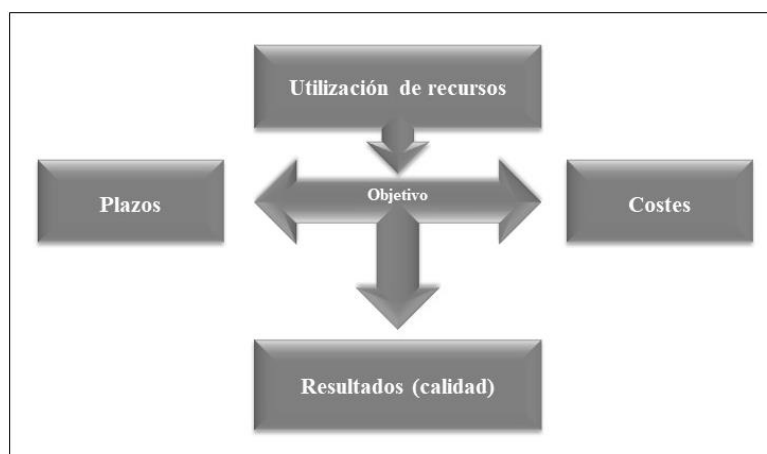 Utilización de recursos
Plazos
Objetivo
Costes
Resultados (calidad)